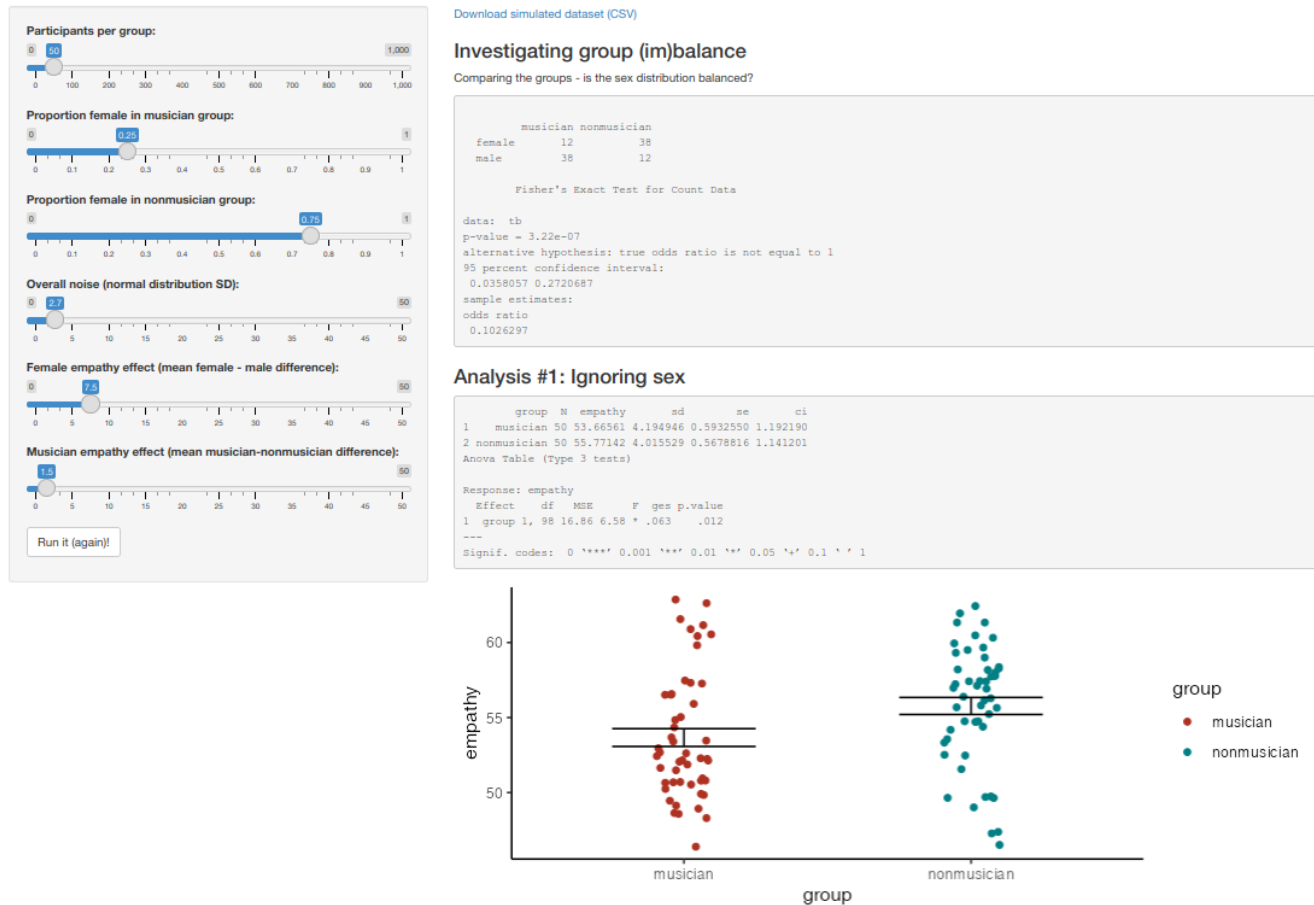 Participants per group:
0 50 1,000
0 100 200 300 400 500 600 700 800 900 1,000
Proportion female in musician group:
0 0.25 1
0 0.1 0.2 0.3 0.4 0.5 0.6 0.7 0.8 0.9 1
Proportion female in nonmusician group:
0 0.75 1
0 0.1 0.2 0.3 0.4 0.5 0.6 0.7 0.8 0.9 1
Overall noise (normal distribution SD):
0 2.7 50
0 5 10 15 20 25 30 35 40 45 50
Female empathy effect (mean female - male difference):
0 7.5 50
0 5 10 15 20 25 30 35 40 45 50
Musician empathy effect (mean musician-nonmusician difference):
1.5 50
0 5 10 15 20 25 30 35 40 45 50
Run it (again)!
Download simulated dataset (CSV)
Investigating group (im)balance
Comparing the groups - is the sex distribution balanced?
musician nonmusician
female 12 38
male 38 12
Fisher's Exact Test for Count Data
data: tb
p-value = 3.22e-07
alternative hypothesis: true odds ratio is not equal to 1
95 percent confidence interval:
0.0358057 0.2720687
sample estimates:
odds ratio
0.1026297
Analysis #1: Ignoring sex
group N empathy sd se ci
1 musician 50 53.66561 4.194946 0.5932550 1.192190
2 nonmusician 50 55.77142 4.015529 0.5678816 1.141201
Anova Table (Type 3 tests)
Response: empathy
Effect df MSE F ges p.value
1 group 1, 98 16.86 6.58 * .063 .012
---
Signif. codes: 0 ‘***’ 0.001 ‘**’ 0.01 ‘*’ 0.05 ‘+’ 0.1 ‘ ’ 1
60
55
50
empathy
musician nonmusician
group
group
musician
nonmusician